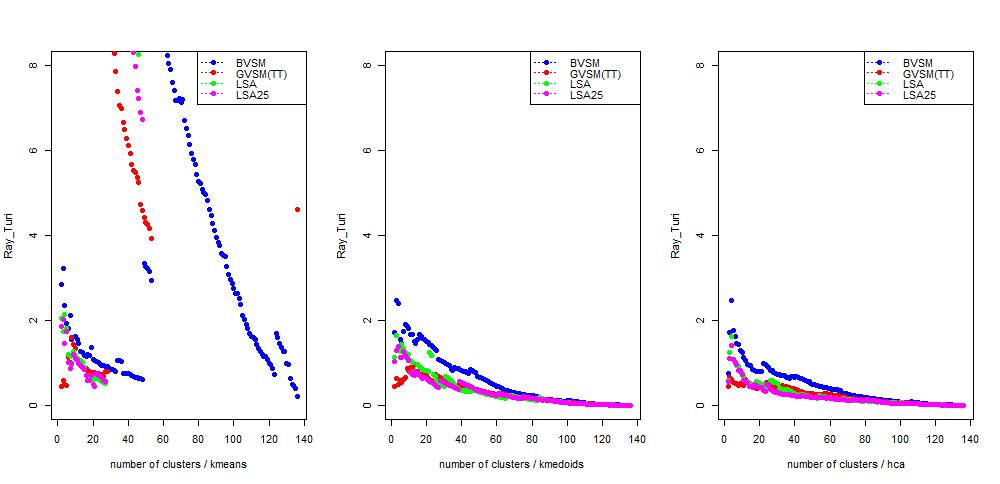 BVSM
GVSM(TT)
LSA
LSA25
Ray_Turi
0
2
4
6
8
0
20
40
60
80
100
120
140
number of clusters / kmeans
BVSM
GVSM(TT)
LSA
LSA25
Ray_Turi
0
2
4
6
8
0
20
40
60
80
100
120
140
number of clusters / kmedoids
BVSM
GVSM(TT)
LSA
LSA25
Ray_Turi
0
2
4
6
8
0
20
40
60
80
100
120
140
number of clusters / hca